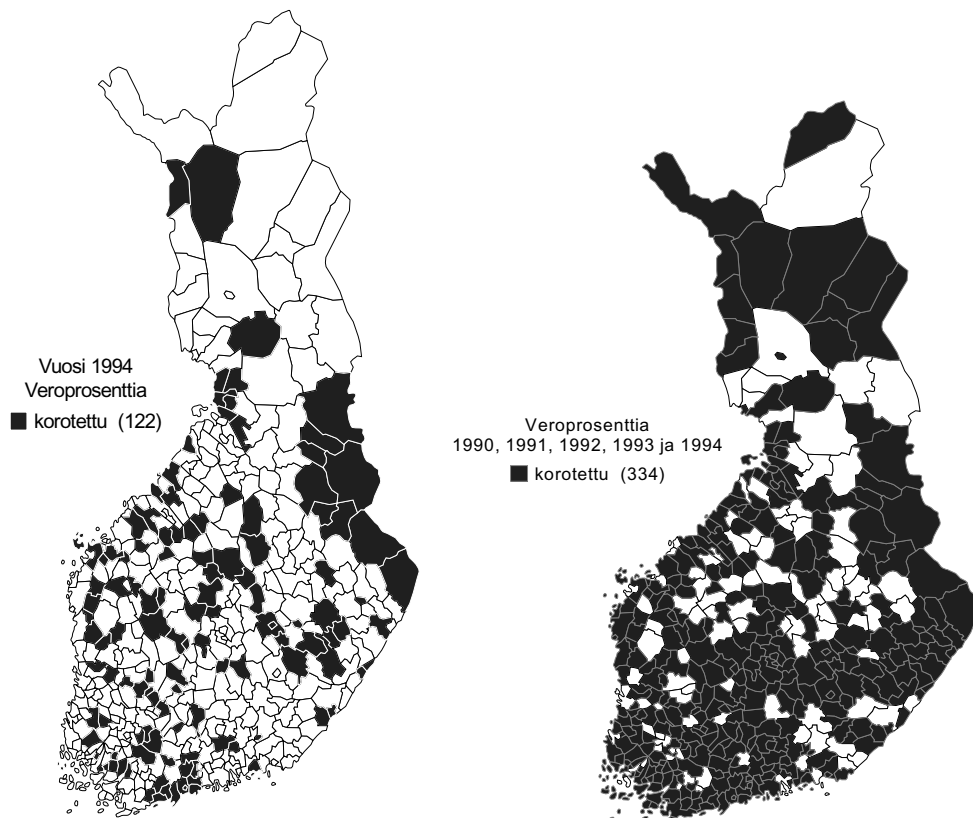 Vuosi 1994
Veroprosenttia
korotettu (122)
Veroprosenttia
1990, 1991, 1992, 1993 ja 1994
korotettu (334)